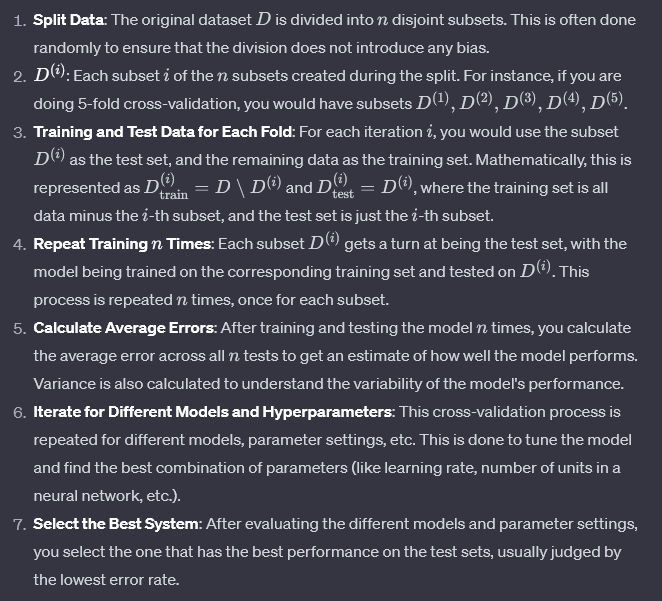 1. Split Data: The original dataset D is divided into n disjoint subsets. This is often done
randomly to ensure that the division does not introduce any bias.
2. D⁽ⁱ⁾: Each subset i of the n subsets created during the split. For instance, if you are
doing 5-fold cross-validation, you would have subsets D⁽¹⁾, D⁽²⁾, D⁽³⁾, D⁽⁴⁾, D⁽⁵⁾.
3. Training and Test Data for Each Fold: For each iteration i, you would use the subset
D⁽ⁱ⁾ as the test set, and the remaining data as the training set. Mathematically, this is
represented as D_train⁽ⁱ⁾ = D \ D⁽ⁱ⁾ and D_test⁽ⁱ⁾ = D⁽ⁱ⁾, where the training set is all
data minus the i-th subset, and the test set is just the i-th subset.
4. Repeat Training n Times: Each subset D⁽ⁱ⁾ gets a turn at being the test set, with the
model being trained on the corresponding training set and tested on D⁽ⁱ⁾. This
process is repeated n times, once for each subset.
5. Calculate Average Errors: After training and testing the model n times, you calculate
the average error across all n tests to get an estimate of how well the model performs.
Variance is also calculated to understand the variability of the model's performance.
6. Iterate for Different Models and Hyperparameters: This cross-validation process is
repeated for different models, parameter settings, etc. This is done to tune the model
and find the best combination of parameters (like learning rate, number of units in a
neural network, etc.).
7. Select the Best System: After evaluating the different models and parameter settings,
you select the one that has the best performance on the test sets, usually judged by
the lowest error rate.